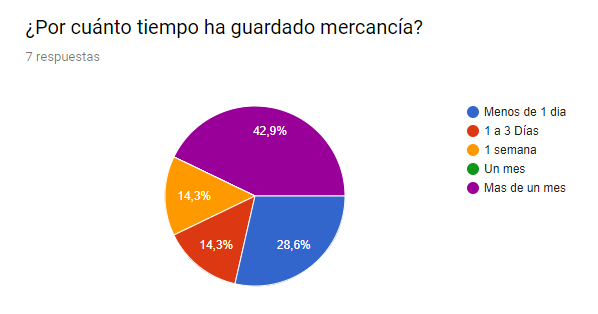 ¿Por cuánto tiempo ha guardado mercancía?
7 respuestas
42,9%
14,3%
14,3%
28,6%
Menos de 1 dia
1 a 3 Días
1 semana
Un mes
Mas de un mes